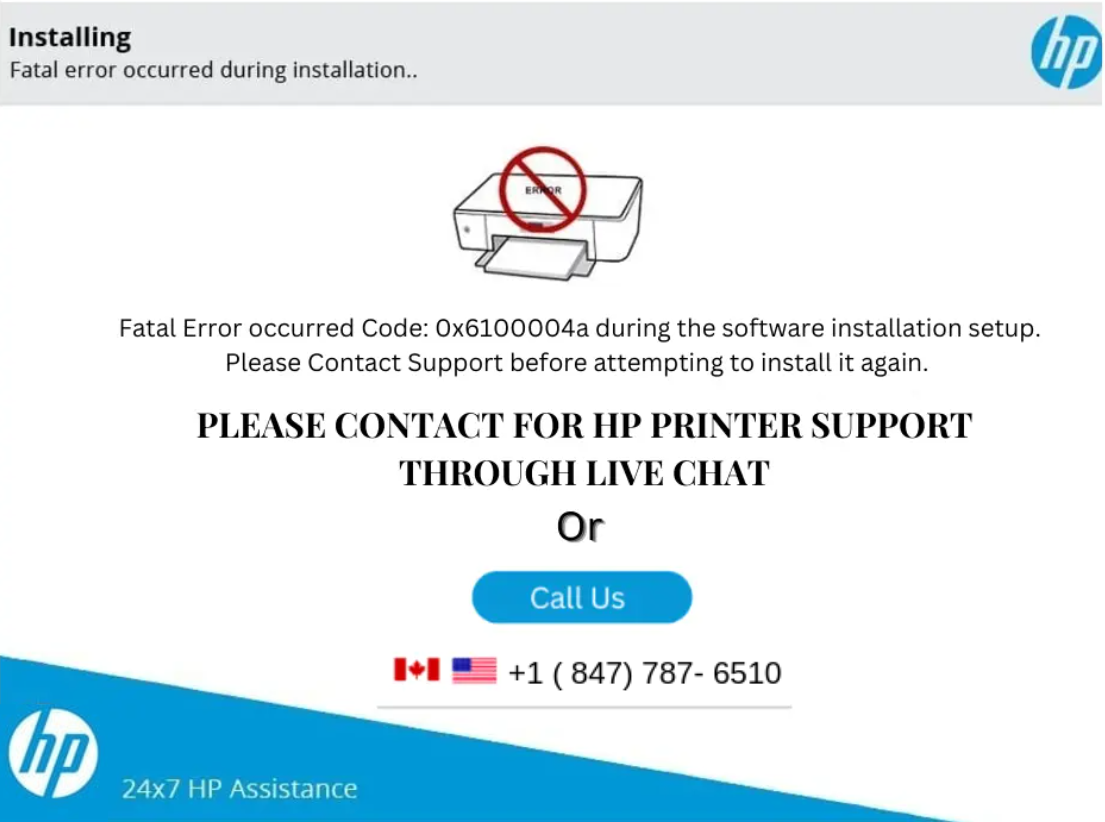 Installing
Fatal error occurred during installation..
hp
ERROR
Fatal Error occurred Code: 0x6100004a during the software installation setup.
Please Contact Support before attempting to install it again.
PLEASE CONTACT FOR HP PRINTER SUPPORT
THROUGH LIVE CHAT
Or
Call Us
+1 ( 847) 787- 6510
hp
24x7 HP Assistance